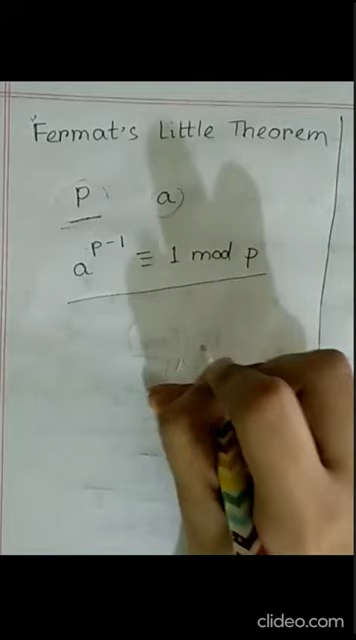 Fermat's Little Theorem
p a
a^{p-1} ≡ 1 mod p
clideo.com